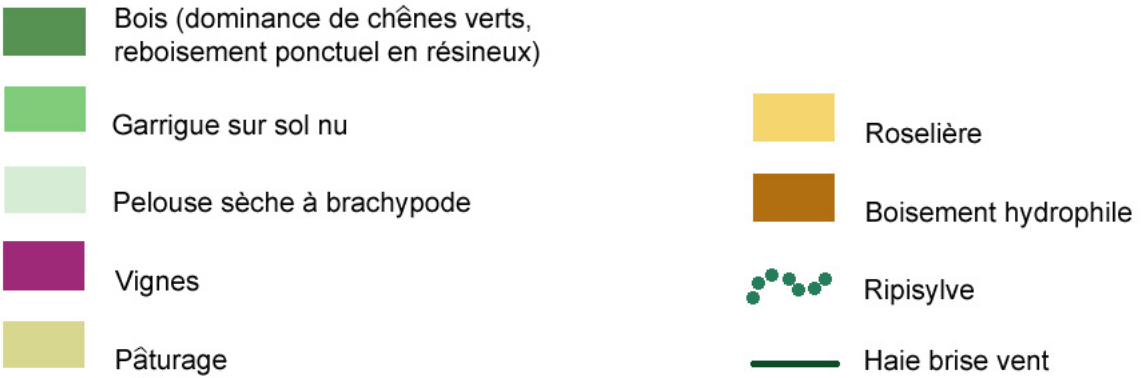 Bois (dominance de chênes verts,
reboisement ponctuel en résineux)
Garrigue sur sol nu
Pelouse sèche à brachypode
Vignes
Pâturage
Roselière
Boisement hydrophile
Ripisylve
Haie brise vent